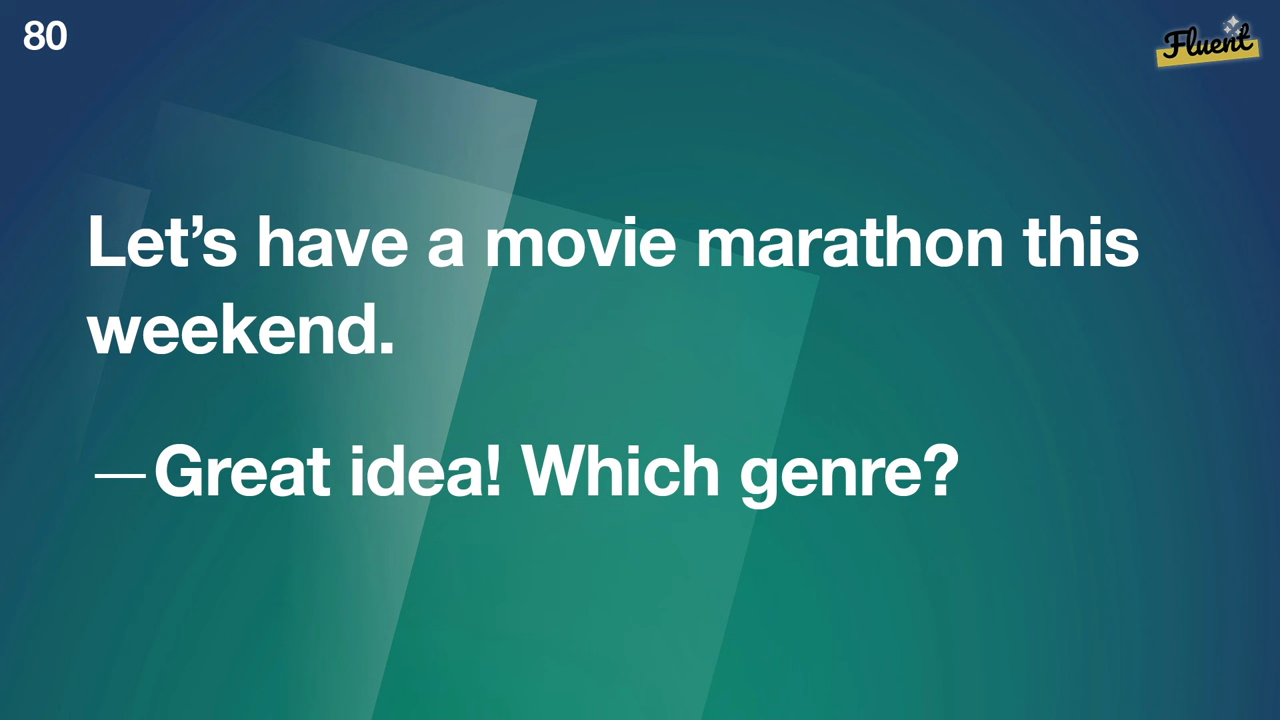 80
Fluent
Let’s have a movie marathon this
weekend.
—Great idea! Which genre?